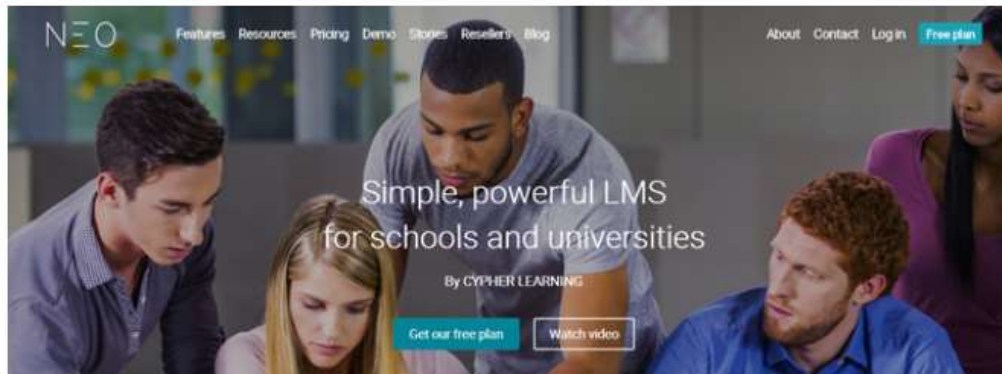 NEO
Features Resources Pricing Demo Stories Resellers Blog
About Contact Log in Free plan
Simple, powerful LMS
for schools and universities
By CYPHER LEARNING
Get our free plan Watch video